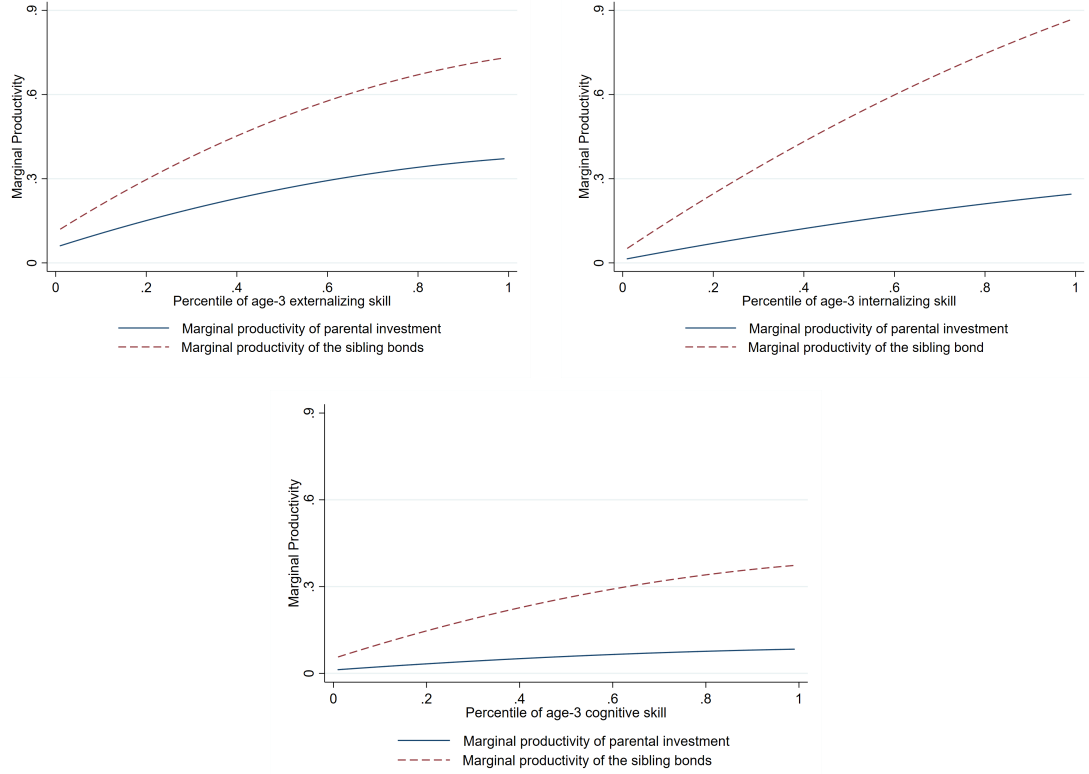 .9
.6
.3
0
Marginal Productivity
0 .2 .4 .6 .8 1
Percentile of age-3 externalizing skill
Marginal productivity of parental investment
Marginal productivity of the sibling bonds
.9
.6
.3
0
Marginal Productivity
0 .2 .4 .6 .8 1
Percentile of age-3 internalizing skill
Marginal productivity of parental investment
Marginal productivity of the sibling bond
.9
.6
.3
0
Marginal Productivity
0 .2 .4 .6 .8 1
Percentile of age-3 cognitive skill
Marginal productivity of parental investment
Marginal productivity of the sibling bonds